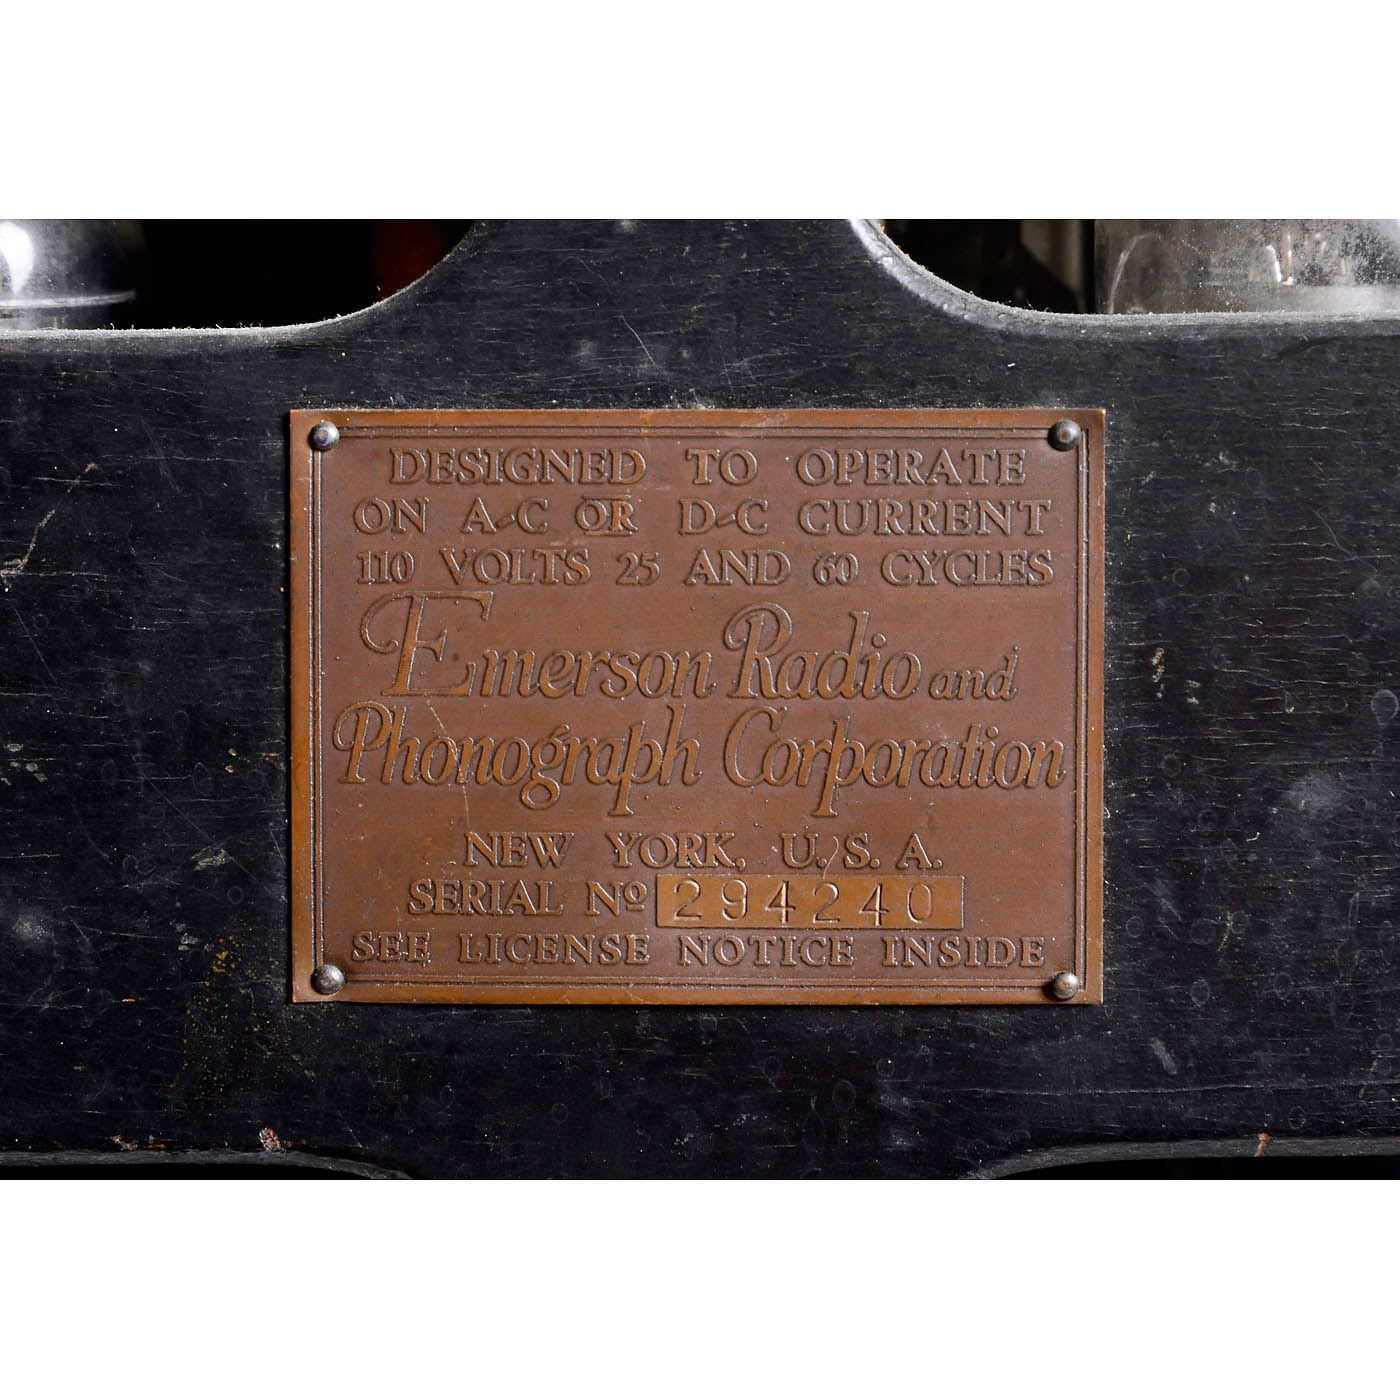 DESIGNED TO OPERATE
ON A-C OR D-C CURRENT
110 VOLTS 25 AND 60 CYCLES
Emerson Radio and
Phonograph Corporation
NEW YORK, U. S. A.
SERIAL Nº 294240
SEE LICENSE NOTICE INSIDE